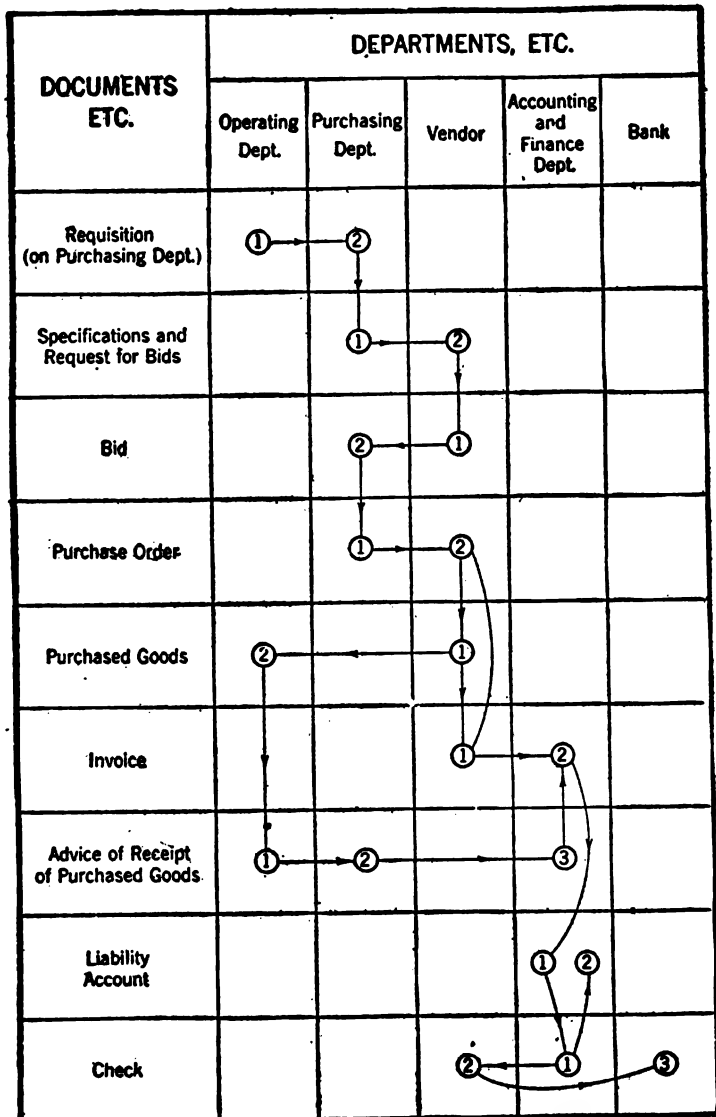 DEPARTMENTS, ETC.
DOCUMENTS
ETC.
Operating
Dept.
Purchasing
Dept.
Vendor
Accounting
and
Finance
Dept.
Bank
Requisition
(on Purchasing Dept.)
1 2
Specifications and
Request for Bids
1 2
Bid
2 1
Purchase Order
1 2
Purchased Goods
2 1
Invoice
1 2
Advice of Receipt
of Purchased Goods
1 2 3
Liability
Account
1 2
Check
2 1 3